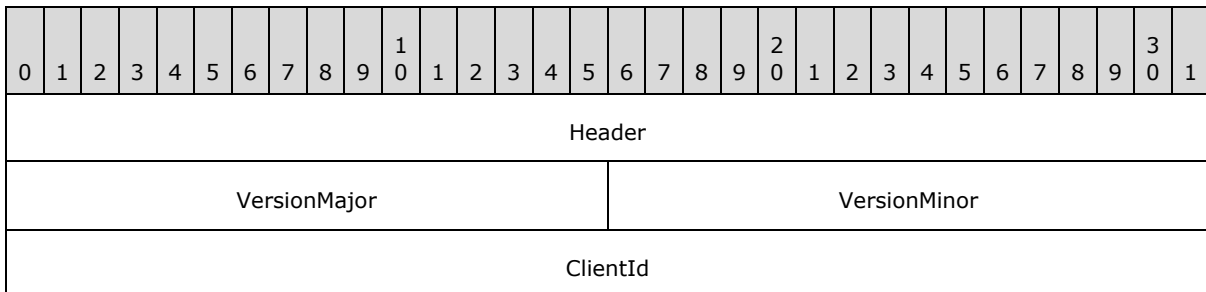 1 2 3
0 1 2 3 4 5 6 7 8 9 0 1 2 3 4 5 6 7 8 9 0 1 2 3 4 5 6 7 8 9 0 1
Header
VersionMajor VersionMinor
ClientId